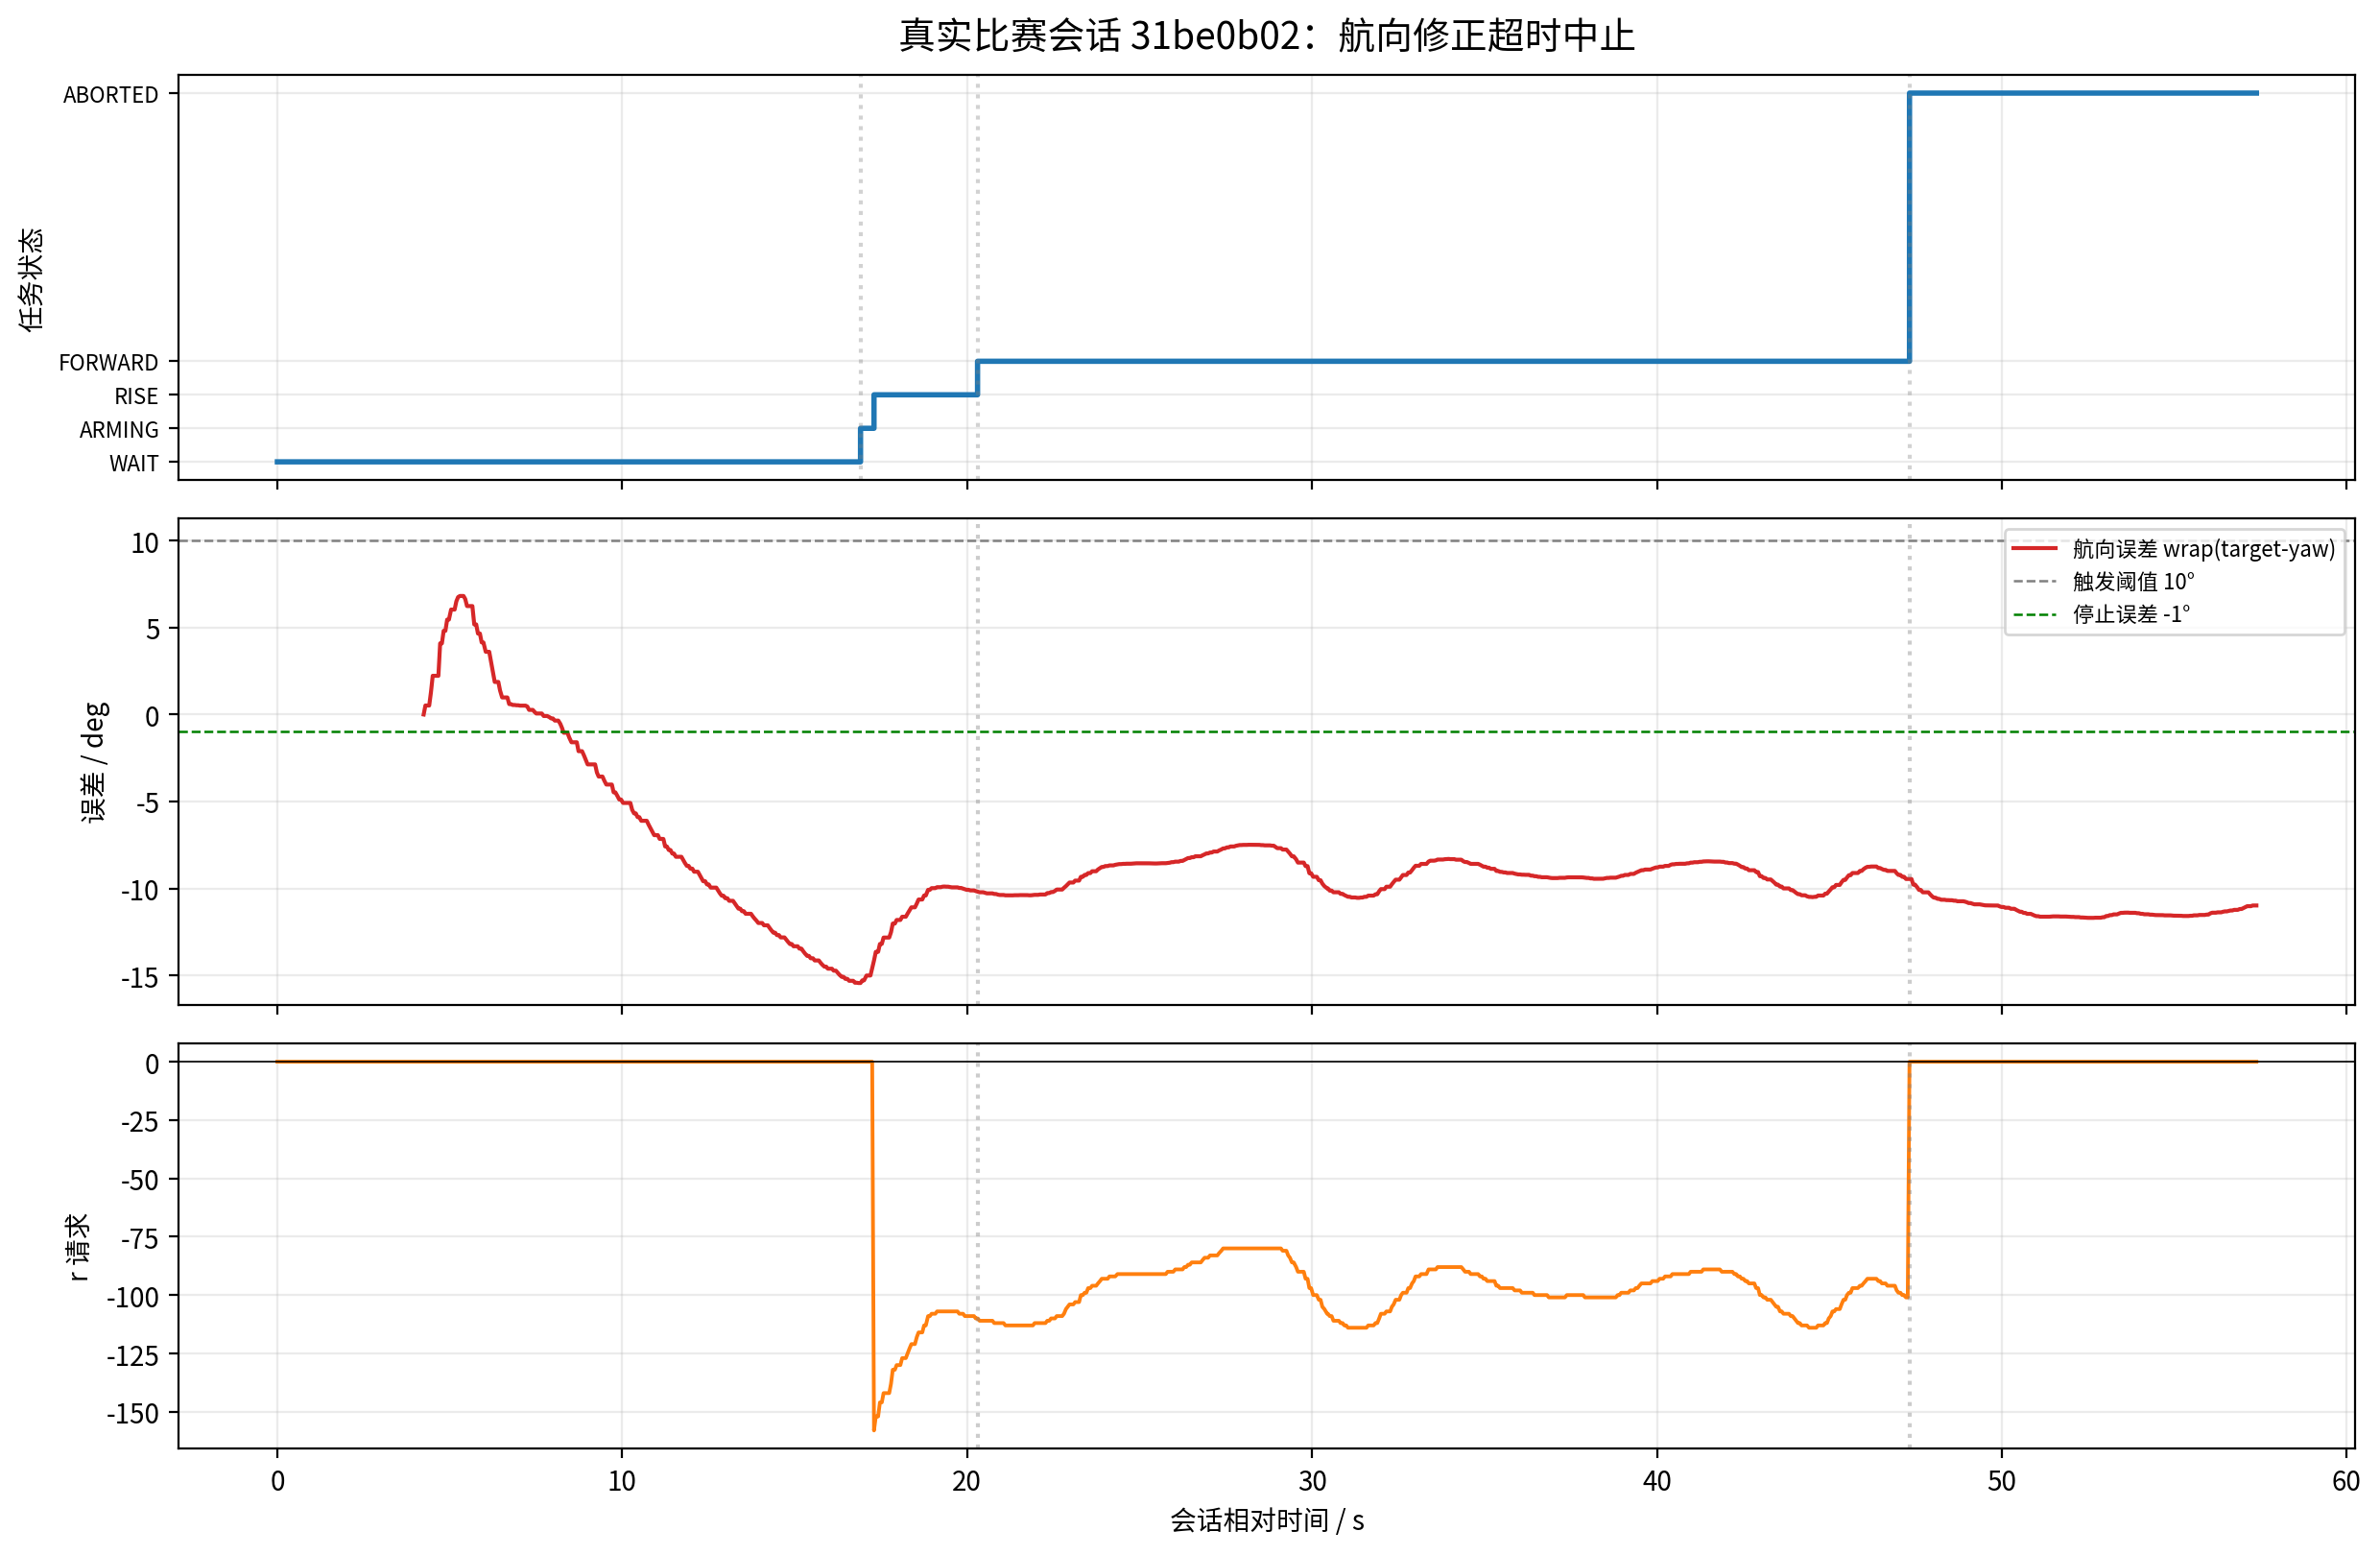 真实比赛会话 31be0b02：航向修正超时中止
任务状态
ABORTED
FORWARD
RISE
ARMING
WAIT
误差 / deg
10
5
0
-5
-10
-15
航向误差 wrap(target-yaw)
触发阈值 10°
停止误差 -1°
r 请求
0
-25
-50
-75
-100
-125
-150
0 10 20 30 40 50 60
会话相对时间 / s